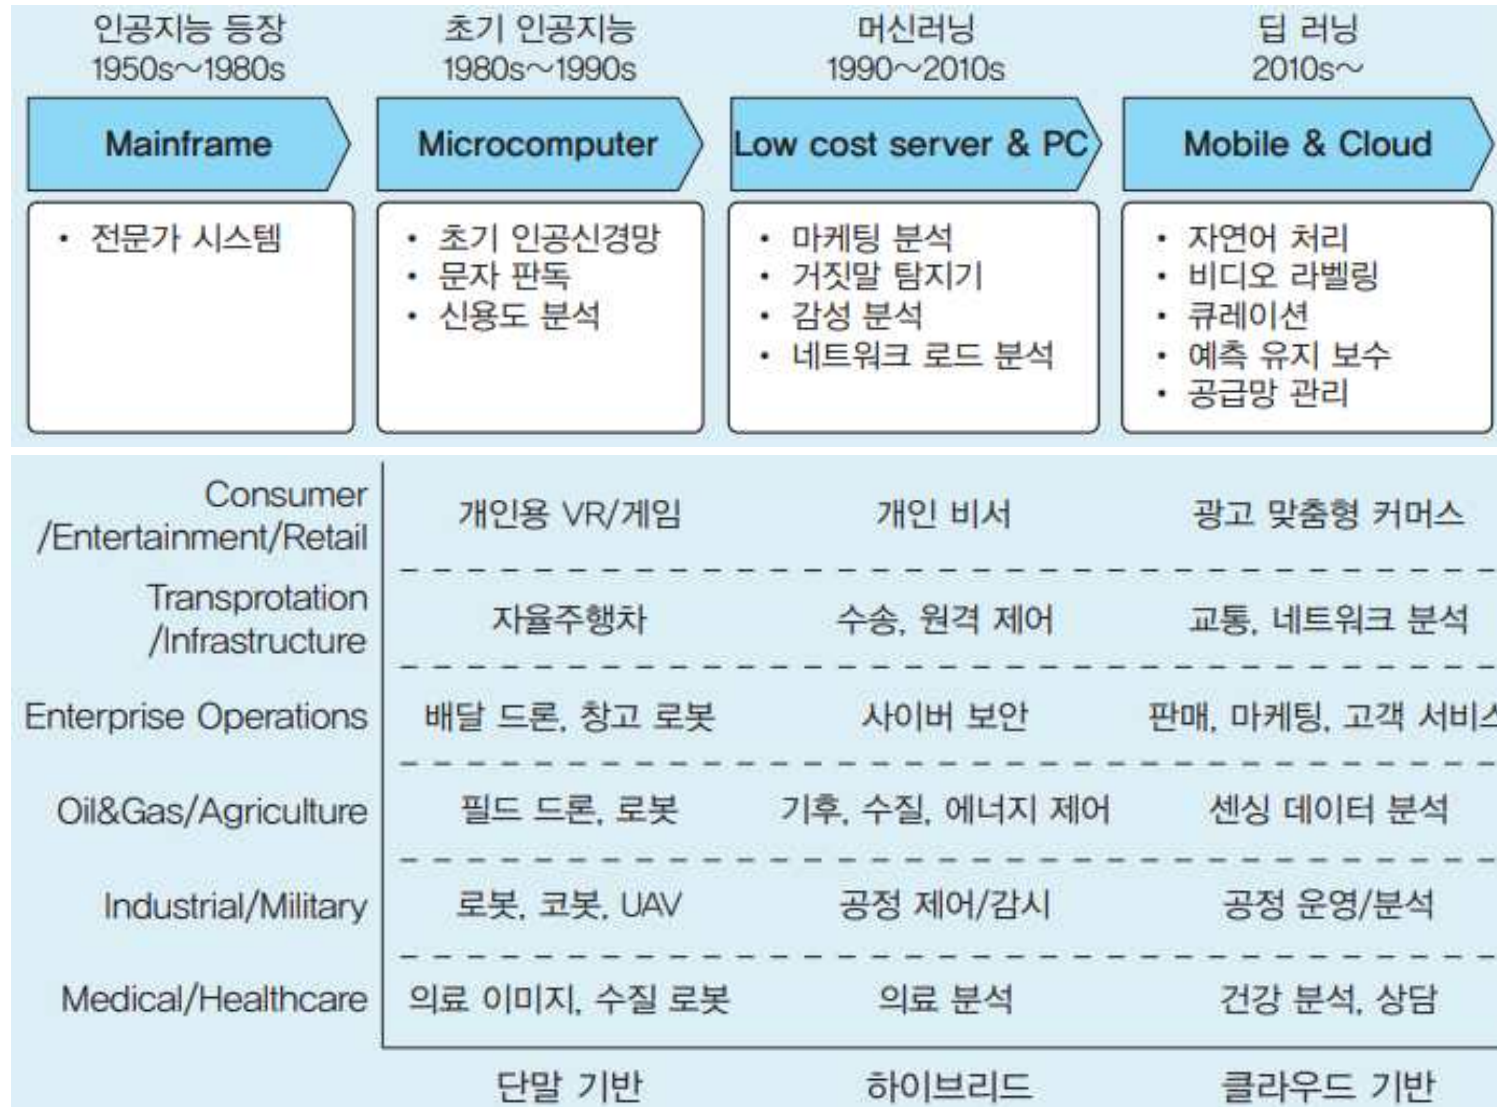 인공지능 등장
1950s~1980s
초기 인공지능
1980s~1990s
머신러닝
1990~2010s
딥 러닝
2010s~
Mainframe
Microcomputer
Low cost server & PC
Mobile & Cloud
• 전문가 시스템
• 초기 인공신경망
• 문자 판독
• 신용도 분석
• 마케팅 분석
• 거짓말 탐지기
• 감성 분석
• 네트워크 로드 분석
• 자연어 처리
• 비디오 라벨링
• 큐레이션
• 예측 유지 보수
• 공급망 관리
Consumer
/Entertainment/Retail
개인용 VR/게임
개인 비서
광고 맞춤형 커머스
Transprotation
/Infrastructure
자율주행차
수송, 원격 제어
교통, 네트워크 분석
Enterprise Operations
배달 드론, 창고 로봇
사이버 보안
판매, 마케팅, 고객 서비스
Oil&Gas/Agriculture
필드 드론, 로봇
기후, 수질, 에너지 제어
센싱 데이터 분석
Industrial/Military
로봇, 코봇, UAV
공정 제어/감시
공정 운영/분석
Medical/Healthcare
의료 이미지, 수질 로봇
의료 분석
건강 분석, 상담
단말 기반
하이브리드
클라우드 기반